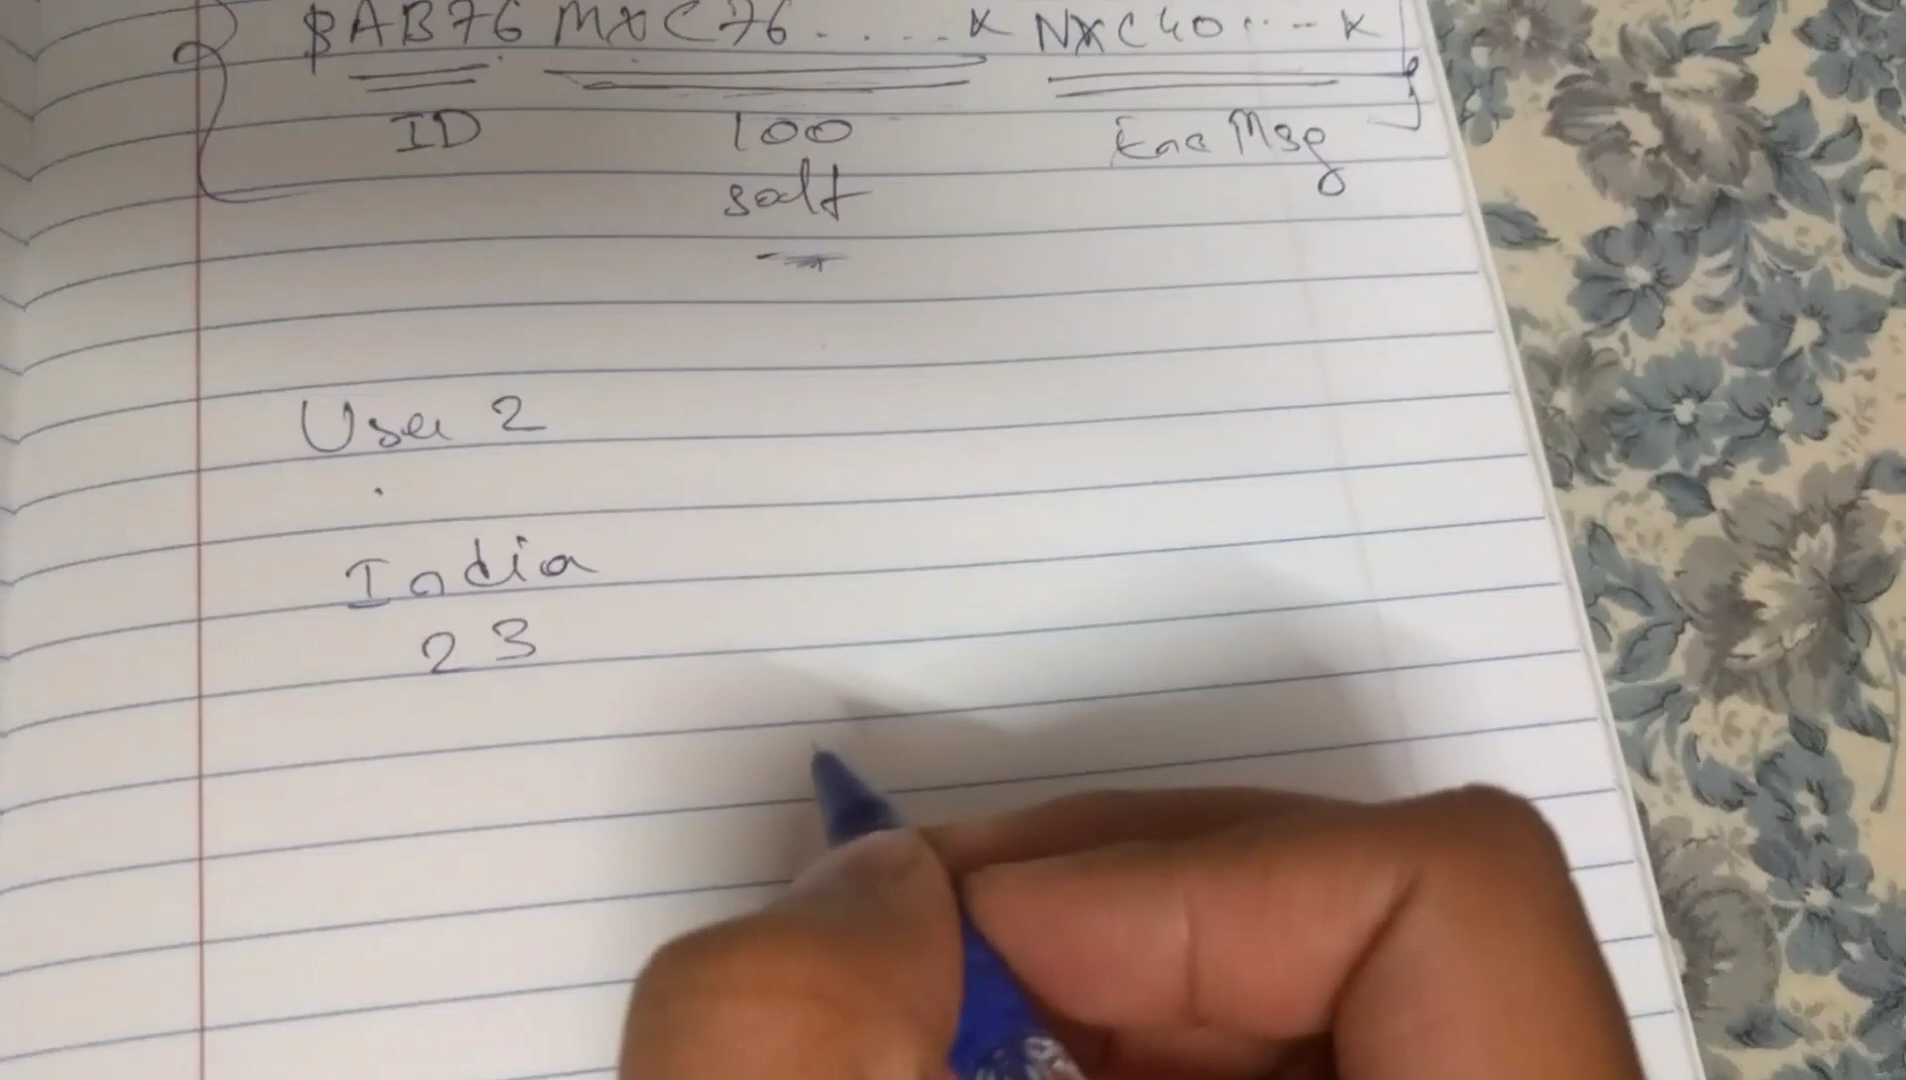 $AB76 MXC76.....K NXC40...-K
ID 100 Enc Msg
salt
User 2
India
23